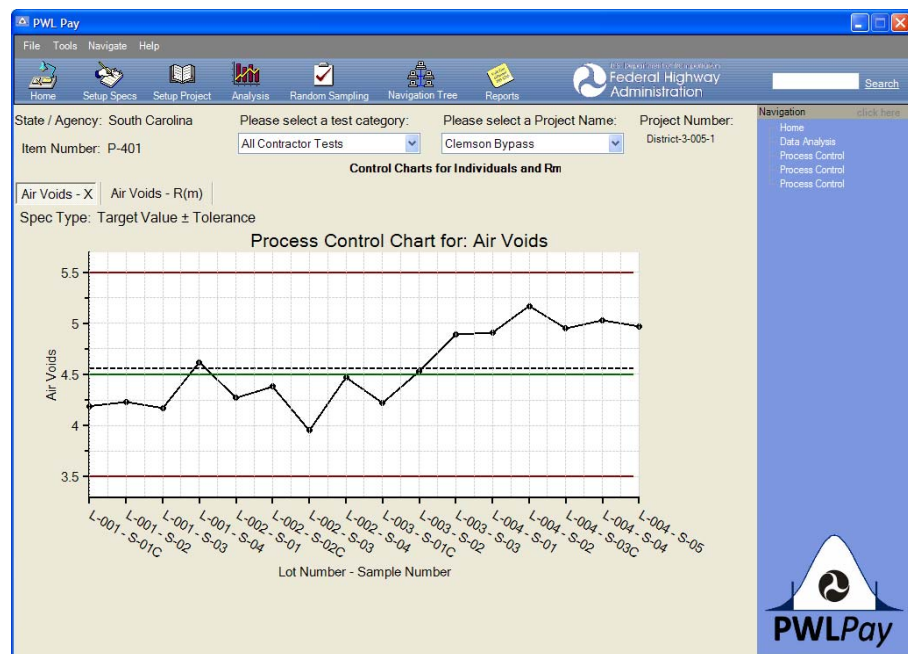 PWL Pay
File Tools Navigate Help
Home Setup Specs Setup Project Analysis Random Sampling Navigation Tree Reports
Federal Highway
Administration
Search
State / Agency: South Carolina
Please select a test category:
Please select a Project Name:
Project Number:
Item Number: P-401
All Contractor Tests
Clemson Bypass
District-3-005-1
Navigation click here
Home
Data Analysis
Process Control
Process Control
Process Control
Control Charts for Individuals and Rm
Air Voids - X Air Voids - R(m)
Spec Type: Target Value ± Tolerance
Process Control Chart for: Air Voids
5.5
5
4.5
4
3.5
Air Voids
L-001 - S-01C
L-001 - S-02
L-001 - S-03
L-001 - S-04
L-002 - S-01
L-002 - S-02C
L-002 - S-03
L-002 - S-04
L-003 - S-01C
L-003 - S-02
L-003 - S-03
L-004 - S-01
L-004 - S-02
L-004 - S-03C
L-004 - S-04
L-004 - S-05
Lot Number - Sample Number
PWLPay